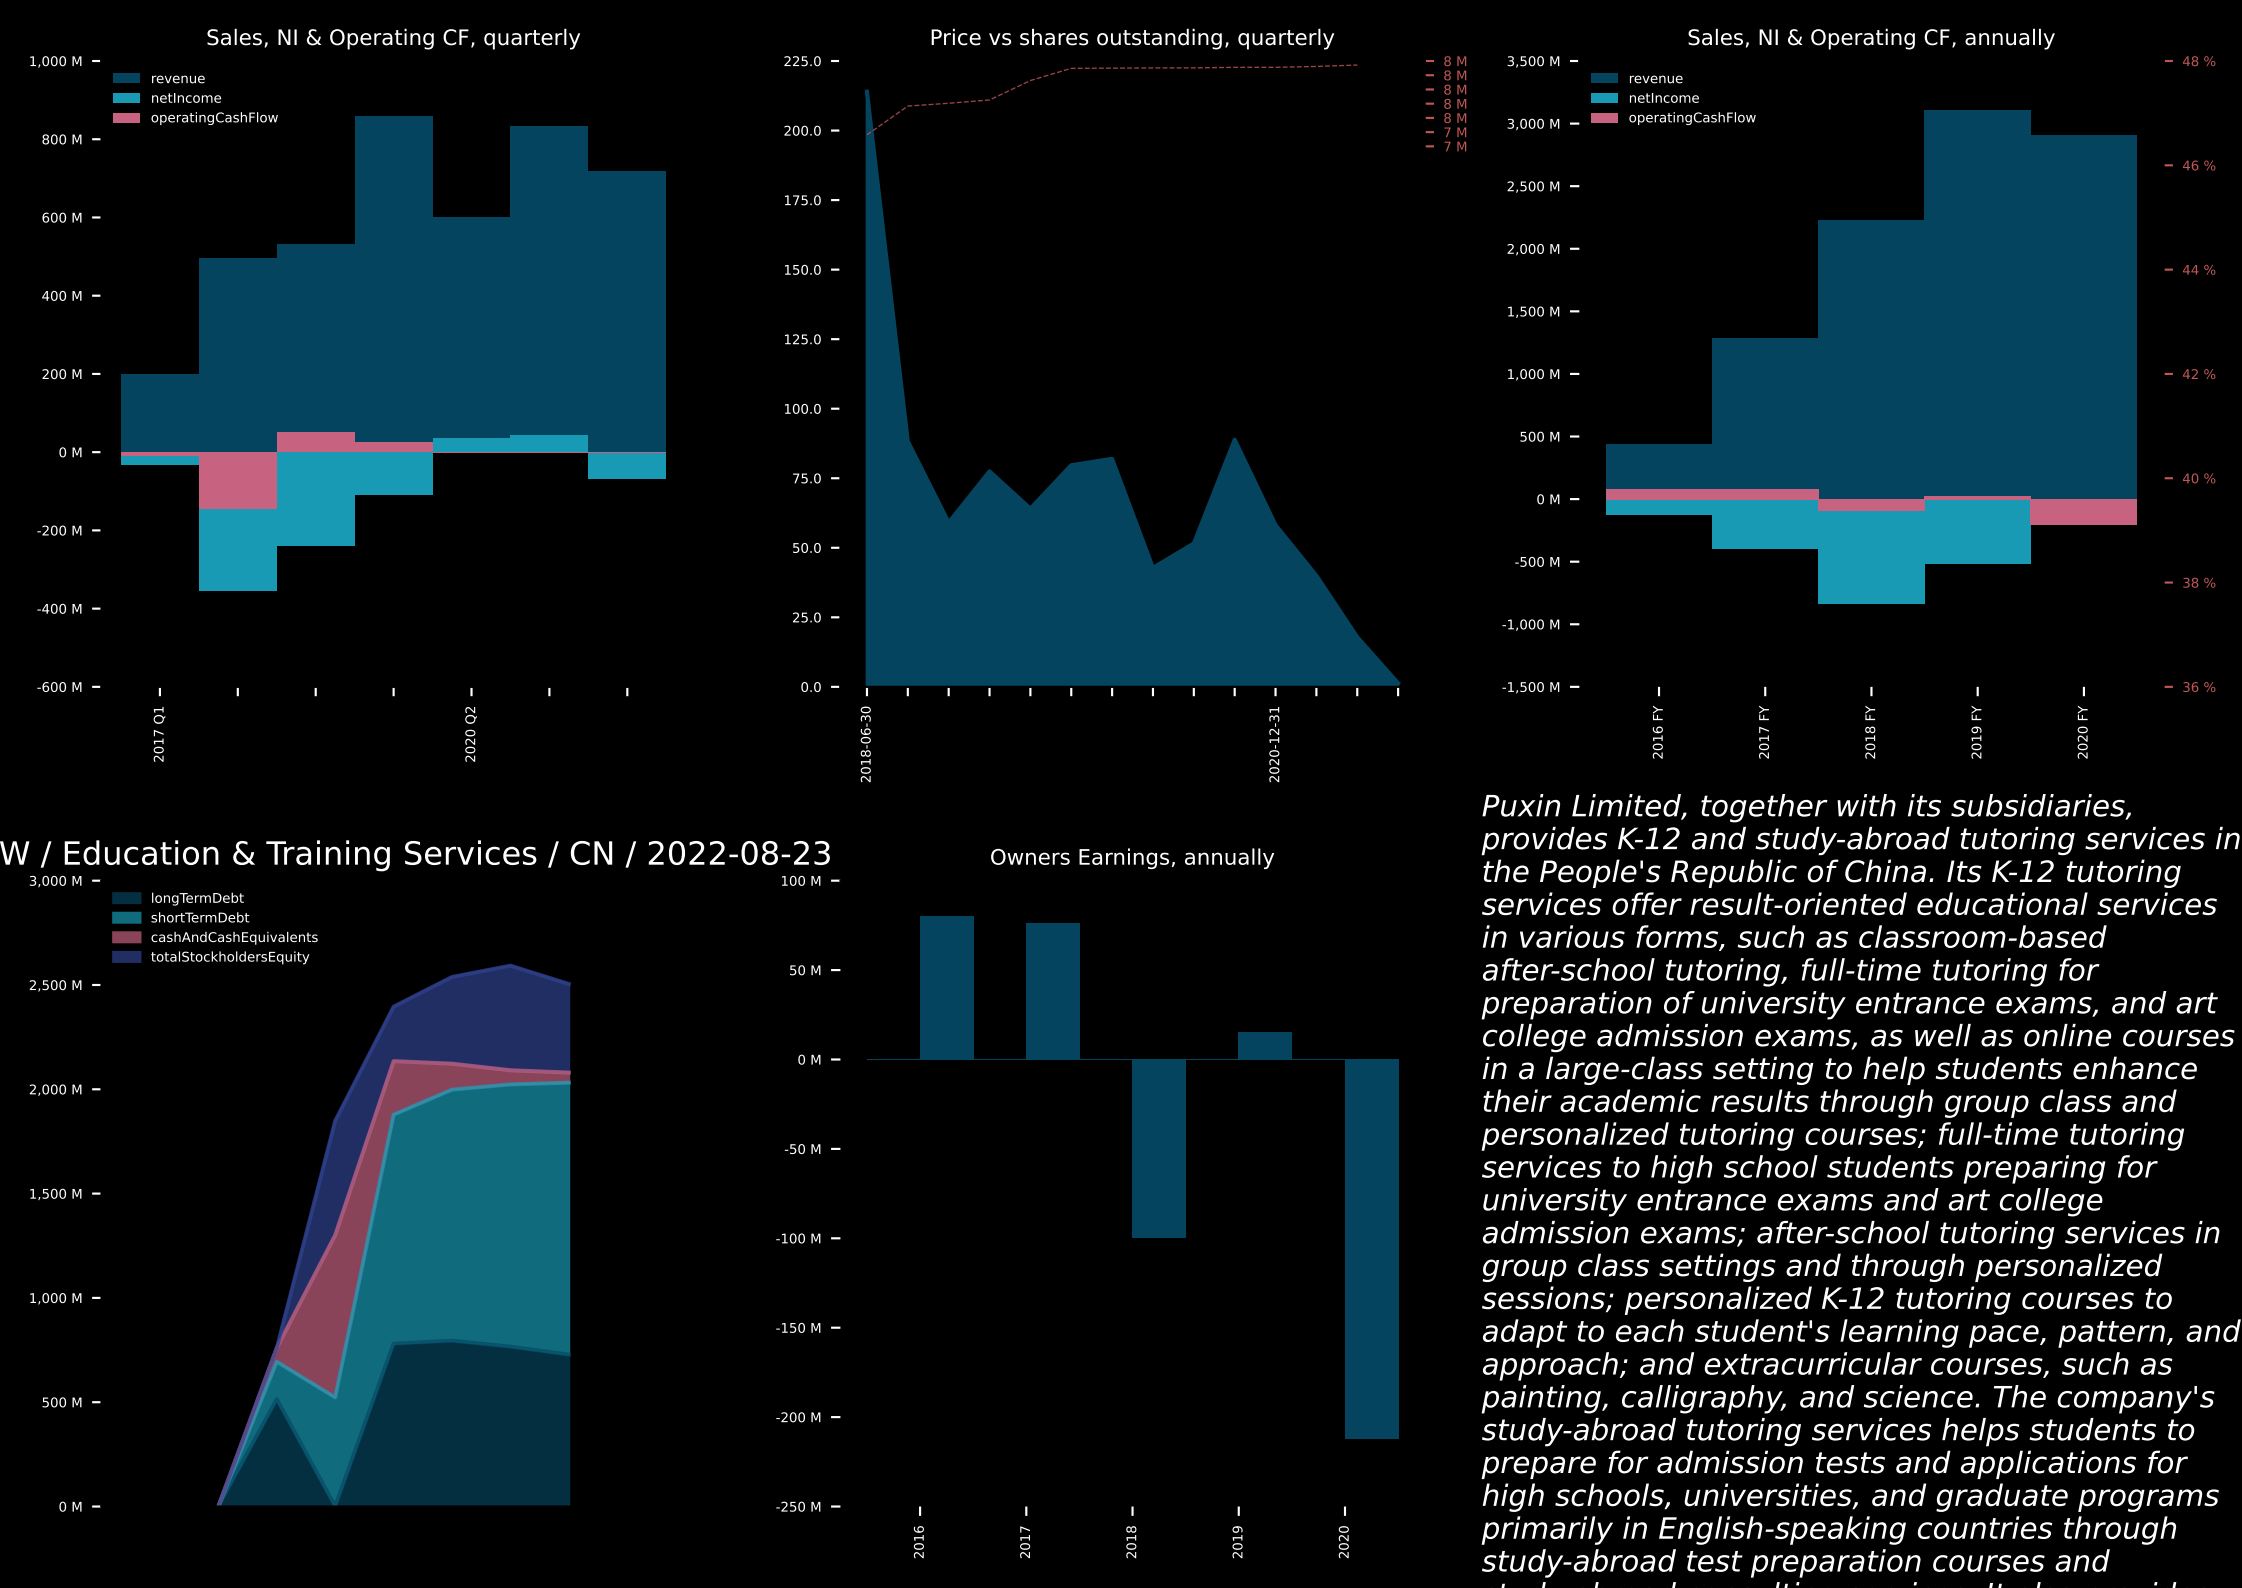 Sales, NI & Operating CF, quarterly
1,000 M
800 M
600 M
400 M
200 M
0 M
-200 M
-400 M
-600 M
revenue
netIncome
operatingCashFlow
2017 Q1
2020 Q2
Price vs shares outstanding, quarterly
225.0
200.0
175.0
150.0
125.0
100.0
75.0
50.0
25.0
0.0
8 M
8 M
8 M
8 M
8 M
7 M
7 M
2018-06-30
2020-12-31
Sales, NI & Operating CF, annually
3,500 M
3,000 M
2,500 M
2,000 M
1,500 M
1,000 M
500 M
0 M
-500 M
-1,000 M
-1,500 M
revenue
netIncome
operatingCashFlow
48 %
46 %
44 %
42 %
40 %
38 %
36 %
2016 FY
2017 FY
2018 FY
2019 FY
2020 FY
W / Education & Training Services / CN / 2022-08-23
3,000 M
2,500 M
2,000 M
1,500 M
1,000 M
500 M
0 M
longTermDebt
shortTermDebt
cashAndCashEquivalents
totalStockholdersEquity
Owners Earnings, annually
100 M
50 M
0 M
-50 M
-100 M
-150 M
-200 M
-250 M
2016
2017
2018
2019
2020
Puxin Limited, together with its subsidiaries,
provides K-12 and study-abroad tutoring services in
the People's Republic of China. Its K-12 tutoring
services offer result-oriented educational services
in various forms, such as classroom-based
after-school tutoring, full-time tutoring for
preparation of university entrance exams, and art
college admission exams, as well as online courses
in a large-class setting to help students enhance
their academic results through group class and
personalized tutoring courses; full-time tutoring
services to high school students preparing for
university entrance exams and art college
admission exams; after-school tutoring services in
group class settings and through personalized
sessions; personalized K-12 tutoring courses to
adapt to each student's learning pace, pattern, and
approach; and extracurricular courses, such as
painting, calligraphy, and science. The company's
study-abroad tutoring services helps students to
prepare for admission tests and applications for
high schools, universities, and graduate programs
primarily in English-speaking countries through
study-abroad test preparation courses and